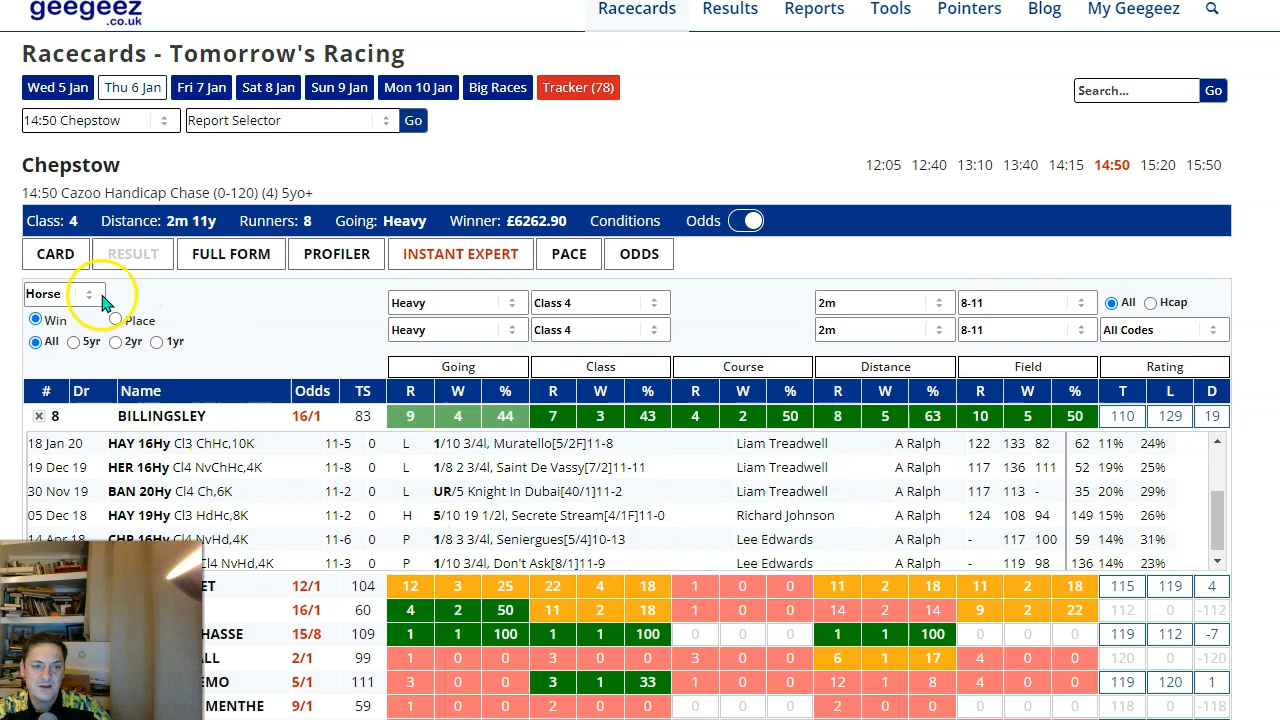 geegeez
.co.uk
Racecards Results Reports Tools Pointers Blog My Geegeez
Racecards - Tomorrow's Racing
Wed 5 Jan Thu 6 Jan Fri 7 Jan Sat 8 Jan Sun 9 Jan Mon 10 Jan Big Races Tracker (78)
Search... Go
14:50 Chepstow Report Selector Go
Chepstow 12:05 12:40 13:10 13:40 14:15 14:50 15:20 15:50
14:50 Cazoo Handicap Chase (0-120) (4) 5yo+
Class: 4 Distance: 2m 11y Runners: 8 Going: Heavy Winner: £6262.90 Conditions Odds
CARD RESULT FULL FORM PROFILER INSTANT EXPERT PACE ODDS
Horse Heavy Class 4 2m 8-11 All Hcap
Win Place Heavy Class 4 2m 8-11 All Codes
All 5yr 2yr 1yr
Going Class Course Distance Field Rating
# Dr Name Odds TS R W % R W % R W % R W % R W % T L D
8 BILLINGSLEY 16/1 83 9 4 44 7 3 43 4 2 50 8 5 63 10 5 50 110 129 19
18 Jan 20 HAY 16Hy Cl3 ChHc,10K 11-5 0 L 1/10 3/4l, Muratello[5/2F]11-8 Liam Treadwell A Ralph 122 133 82 62 11% 24%
19 Dec 19 HER 16Hy Cl4 NvChHc,4K 11-8 0 L 1/8 2 3/4l, Saint De Vassy[7/2]11-11 Liam Treadwell A Ralph 117 136 111 52 19% 25%
30 Nov 19 BAN 20Hy Cl4 Ch,6K 11-2 0 L UR/5 Knight In Dubai[40/1]11-2 Liam Treadwell A Ralph 117 113 - 35 20% 29%
05 Dec 18 HAY 19Hy Cl3 HdHc,8K 11-2 0 H 5/10 19 1/2l, Secrete Stream[4/1F]11-0 Richard Johnson A Ralph 124 108 94 149 15% 26%
14 Apr 18 CHP 16Hy Cl4 NvHd,4K 11-6 0 P 1/8 3 3/4l, Seniergues[5/4]10-13 Lee Edwards A Ralph - 117 100 59 14% 31%
Cl4 NvHd,4K 11-3 0 P 1/10 3/4l, Don't Ask[8/1]11-9 Lee Edwards A Ralph - 119 98 136 14% 23%
ET 12/1 104 12 3 25 22 4 18 1 0 0 11 2 18 11 2 18 115 119 4
16/1 60 4 2 50 11 2 18 1 0 0 14 2 14 9 2 22 112 0 -112
HASSE 15/8 109 1 1 100 1 1 100 0 0 0 1 1 100 0 0 0 119 112 -7
ALL 2/1 99 1 0 0 3 0 0 3 0 0 6 1 17 4 0 0 120 0 -120
EMO 5/1 111 3 0 0 3 1 33 1 0 0 12 1 8 4 0 0 119 120 1
MENTHE 9/1 59 1 0 0 2 0 0 0 0 0 2 0 0 0 0 0 118 0 -118